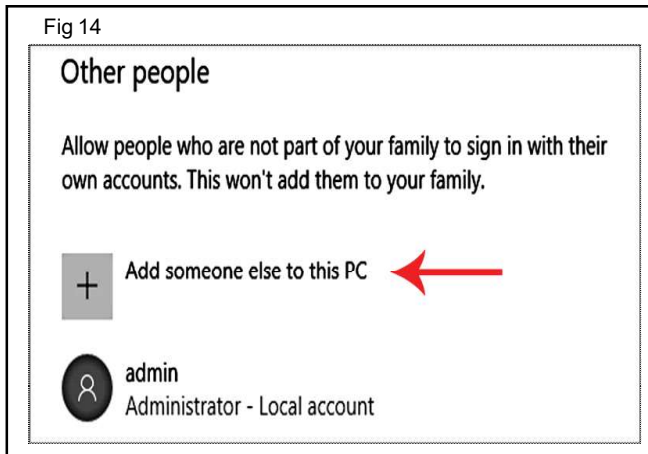 Fig 14
Other people
Allow people who are not part of your family to sign in with their
own accounts. This won't add them to your family.
Add someone else to this PC
admin
Administrator - Local account